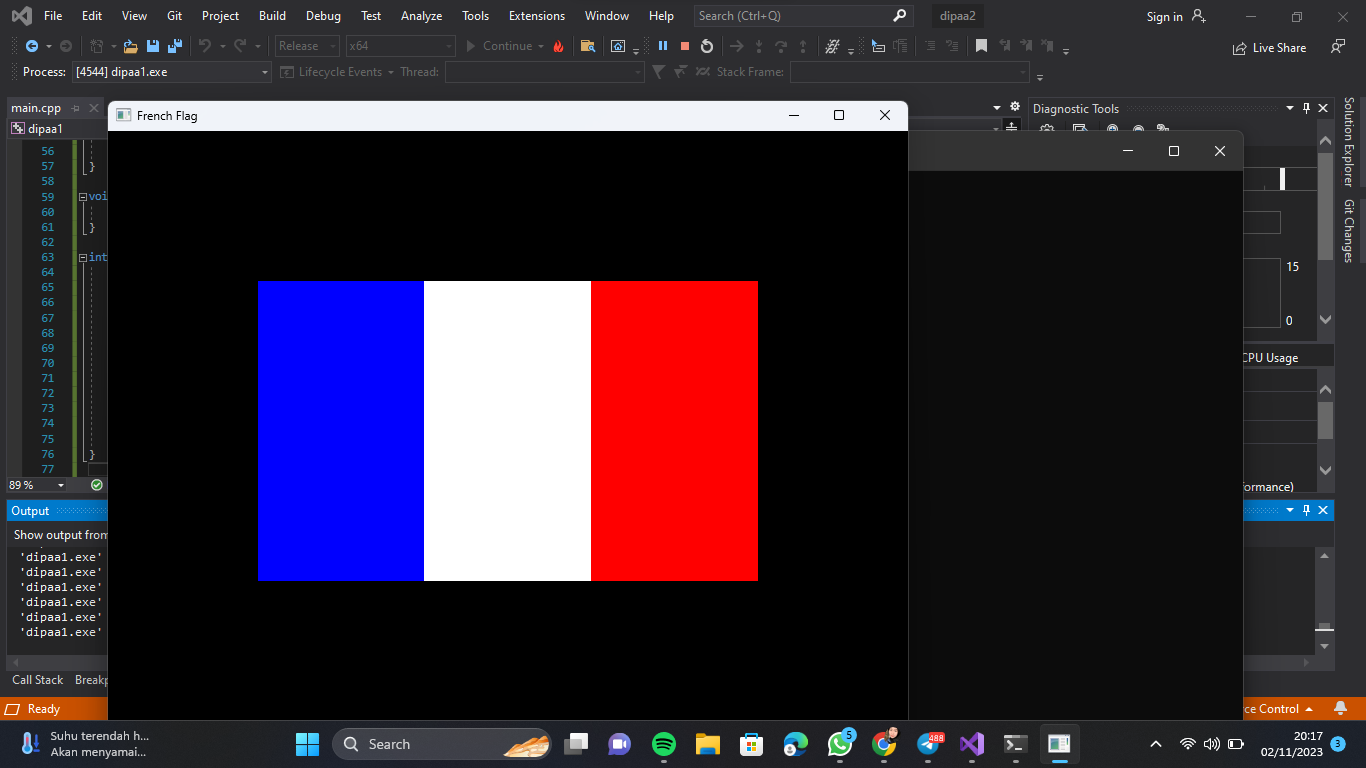 File Edit View Git Project Build Debug Test Analyze Tools Extensions Window Help Search (Ctrl+Q) dipaa2 Sign in
Release x64 Continue Live Share
Process: [4544] dipaa1.exe Lifecycle Events Thread: Stack Frame:
main.cpp
French Flag
Diagnostic Tools
dipaa1
56
57 }
58
59 voi
60
61 }
62
63 int
64
65
66
67
68
69
70
71
72
73
74
75
76 }
77
15
0
CPU Usage
ormance)
Solution Explorer
Git Changes
89 %
Output
Show output from
'dipaa1.exe'
'dipaa1.exe'
'dipaa1.exe'
'dipaa1.exe'
'dipaa1.exe'
'dipaa1.exe'
Call Stack Breakp
Ready
rce Control
Suhu terendah h...
Akan menyamai...
Search
5
488
20:17
02/11/2023
3